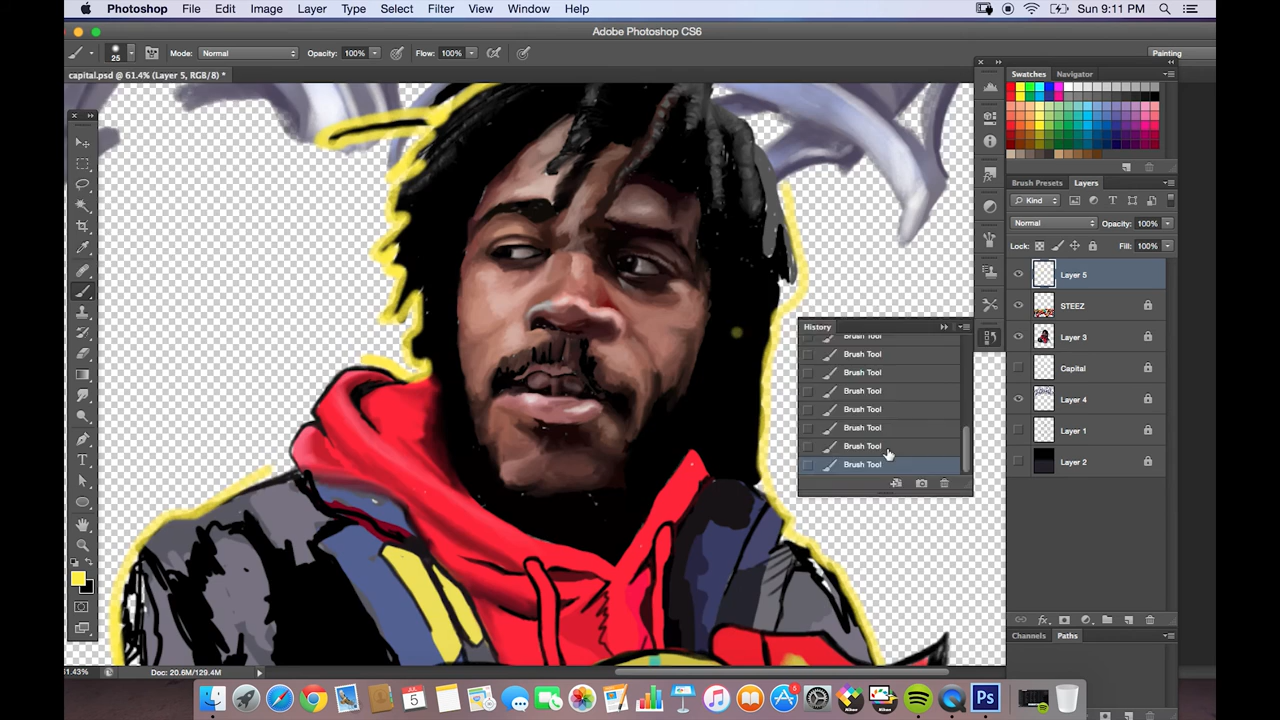 Photoshop File Edit Image Layer Type Select Filter View Window Help Sun 9:11 PM
Adobe Photoshop CS6
25 Mode: Normal Opacity: 100% Flow: 100% Painting
capital.psd @ 61.4% (Layer 5, RGB/8) *
Swatches Navigator
Brush Presets Layers
Kind
Normal Opacity: 100%
Lock: Fill: 100%
Layer 5
STEEZ
Layer 3
Capital
Layer 4
Layer 1
Layer 2
History
Brush Tool
Brush Tool
Brush Tool
Brush Tool
Brush Tool
Brush Tool
Brush Tool
Brush Tool
Channels Paths
Doc: 20.6M/129.4M